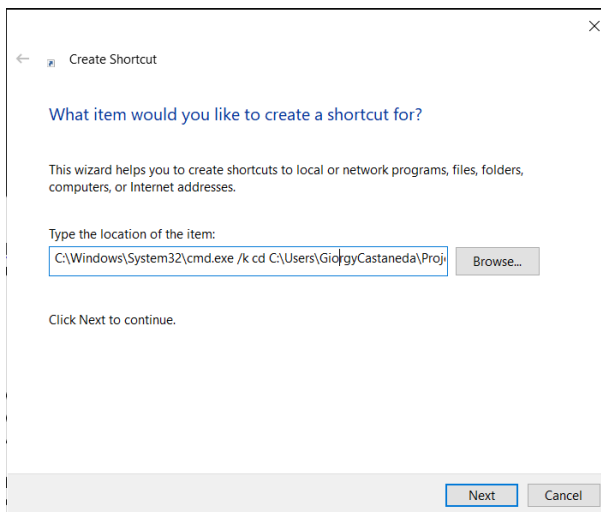 Create Shortcut
What item would you like to create a shortcut for?
This wizard helps you to create shortcuts to local or network programs, files, folders,
computers, or Internet addresses.
Type the location of the item:
C:\Windows\System32\cmd.exe /k cd C:\Users\GiorgyCastaneda\Proj
Browse...
Click Next to continue.
Next
Cancel